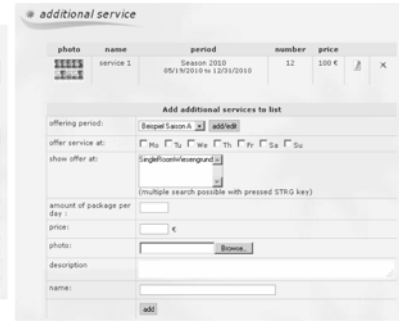 additional service
photo name period number price
service 1 Season 2010 12 100 €
05/19/2010 to 12/31/2010
Add additional services to list
offering period: Beispiel Saison A add/edit
offer service at: Mo Tu We Th Fr Sa Su
show offer at: SingleRoomWiesengrund
(multiple search possible with pressed STRG key)
amount of package per
day :
price: €
photo: Browse...
description
name:
add